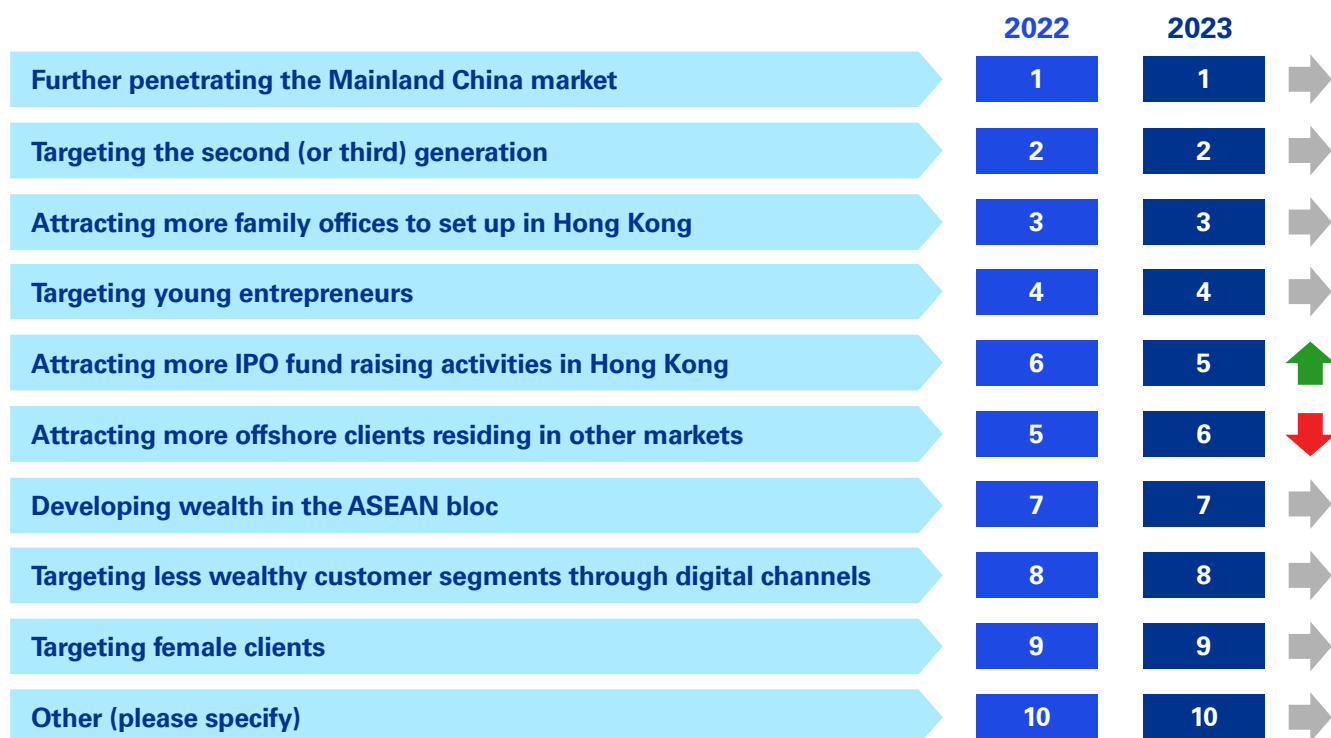 2022 2023
Further penetrating the Mainland China market 1 1
Targeting the second (or third) generation 2 2
Attracting more family offices to set up in Hong Kong 3 3
Targeting young entrepreneurs 4 4
Attracting more IPO fund raising activities in Hong Kong 6 5
Attracting more offshore clients residing in other markets 5 6
Developing wealth in the ASEAN bloc 7 7
Targeting less wealthy customer segments through digital channels 8 8
Targeting female clients 9 9
Other (please specify) 10 10